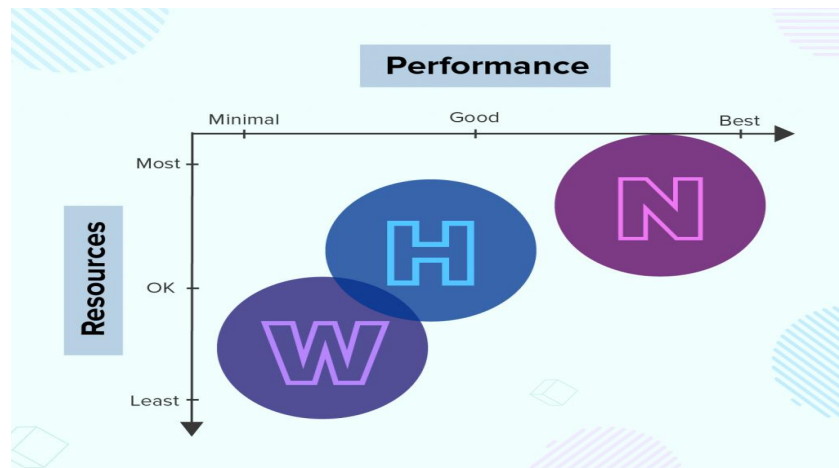 Performance
Minimal Good Best
Most
N
H
Resources
OK
W
Least